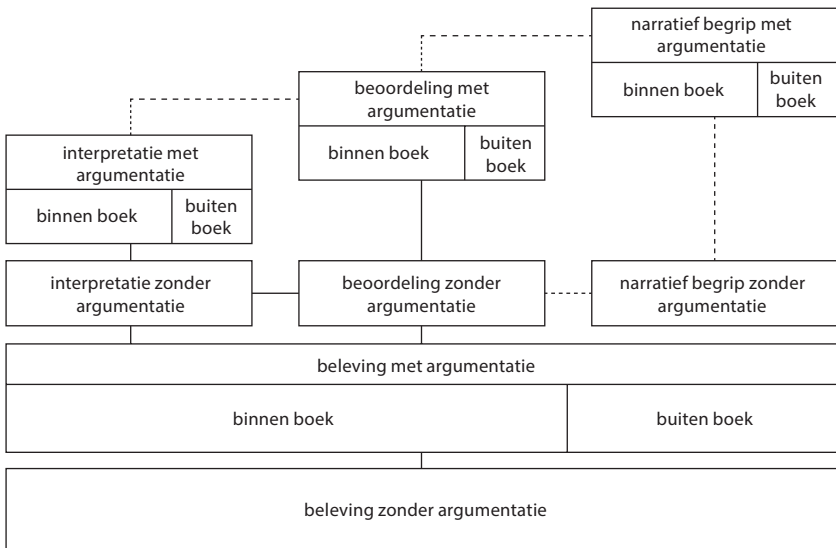 narratief begrip met
argumentatie
binnen boek
buiten
boek
beoordeling met
argumentatie
binnen boek
buiten
boek
interpretatie met
argumentatie
binnen boek
buiten
boek
interpretatie zonder
argumentatie
beoordeling zonder
argumentatie
narratief begrip zonder
argumentatie
beleving met argumentatie
binnen boek
buiten boek
beleving zonder argumentatie